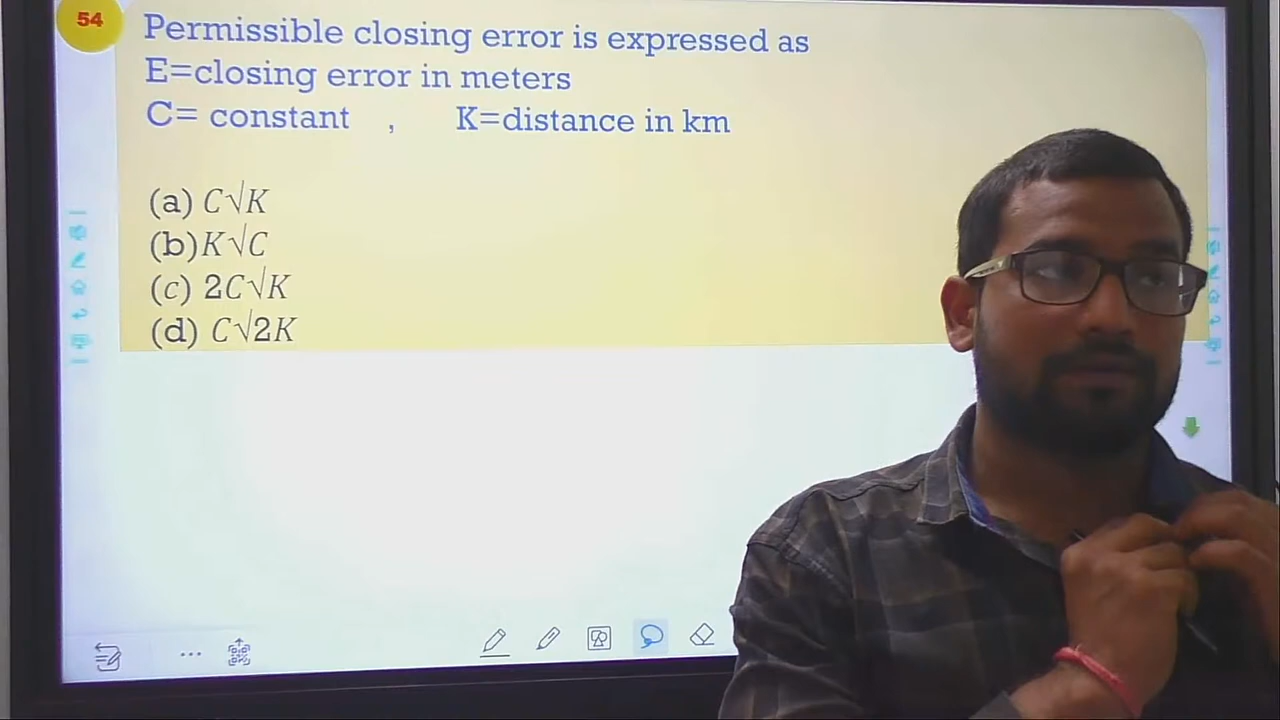 54
Permissible closing error is expressed as
E=closing error in meters
C= constant , K=distance in km
(a) C√K
(b)K√C
(c) 2C√K
(d) C√2K